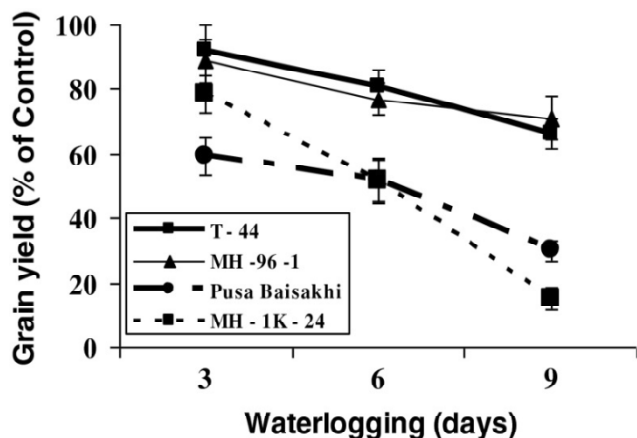 Grain yield (% of Control)
100
80
60
40
20
0
T - 44
MH -96 -1
Pusa Baisakhi
MH - 1K - 24
3 6 9
Waterlogging (days)